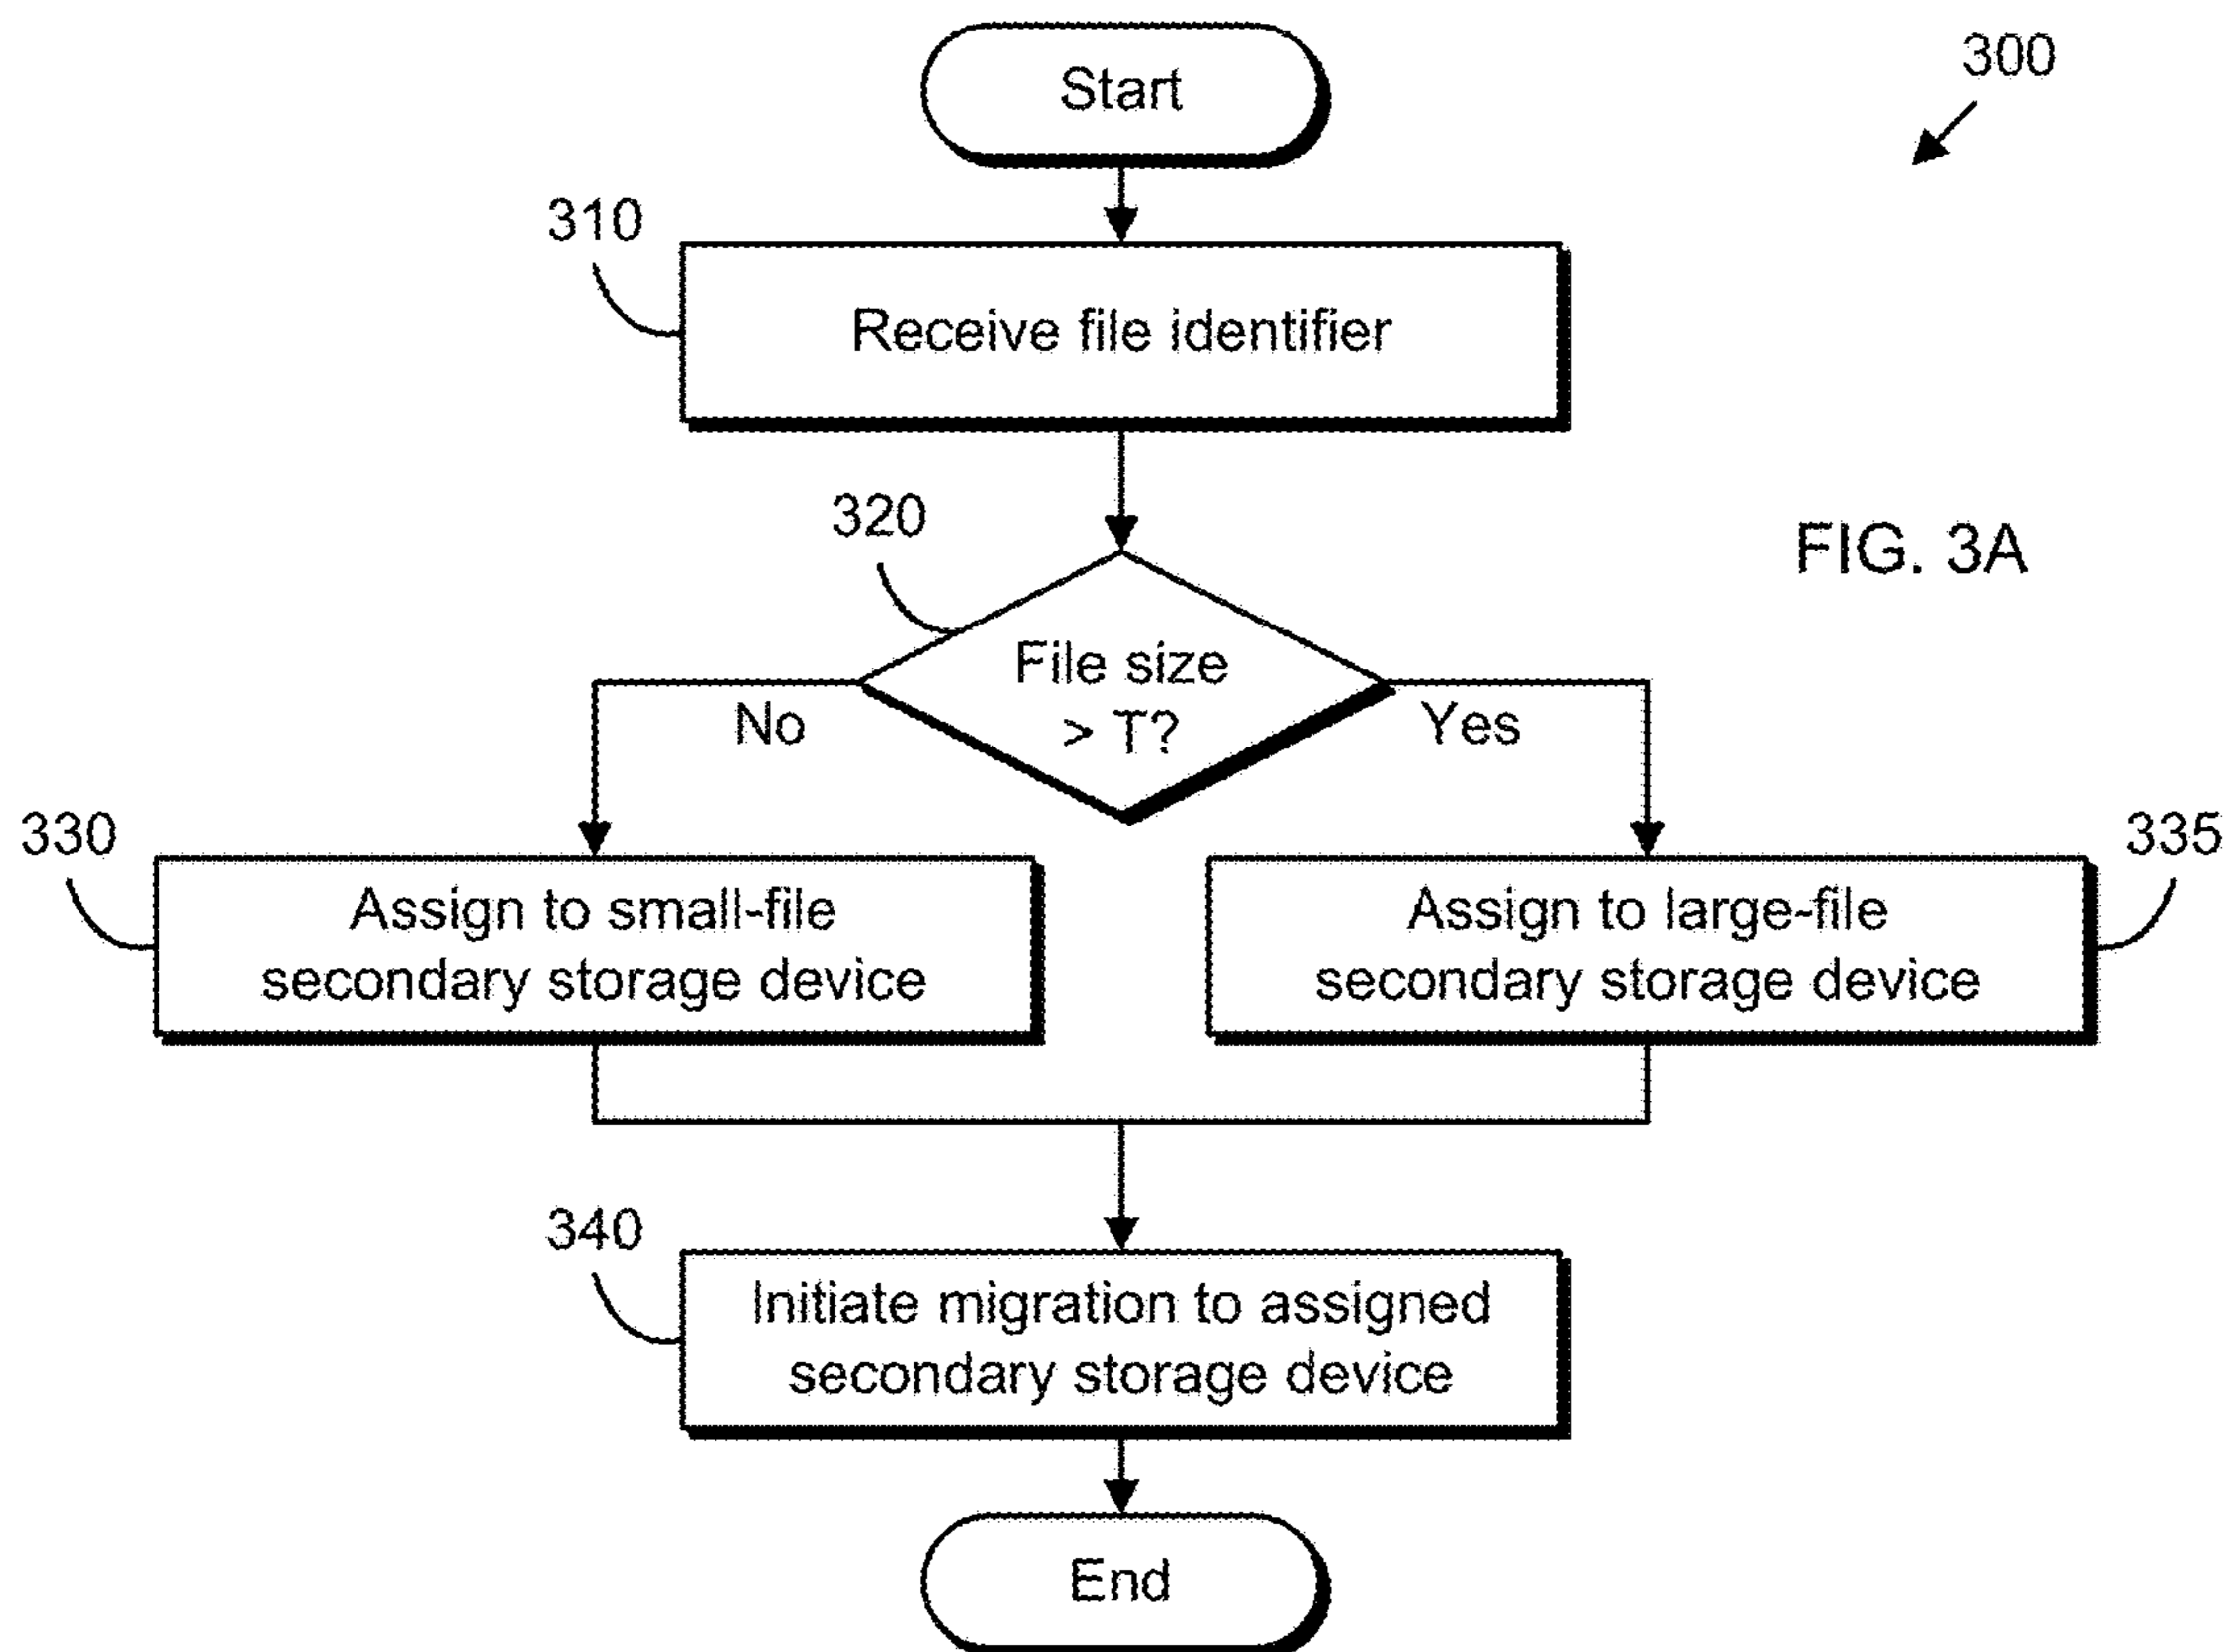 Start
300
310
Receive file identifier
320
FIG. 3A
File size
> T?
No
Yes
330
Assign to small-file
secondary storage device
335
Assign to large-file
secondary storage device
340
Initiate migration to assigned
secondary storage device
End